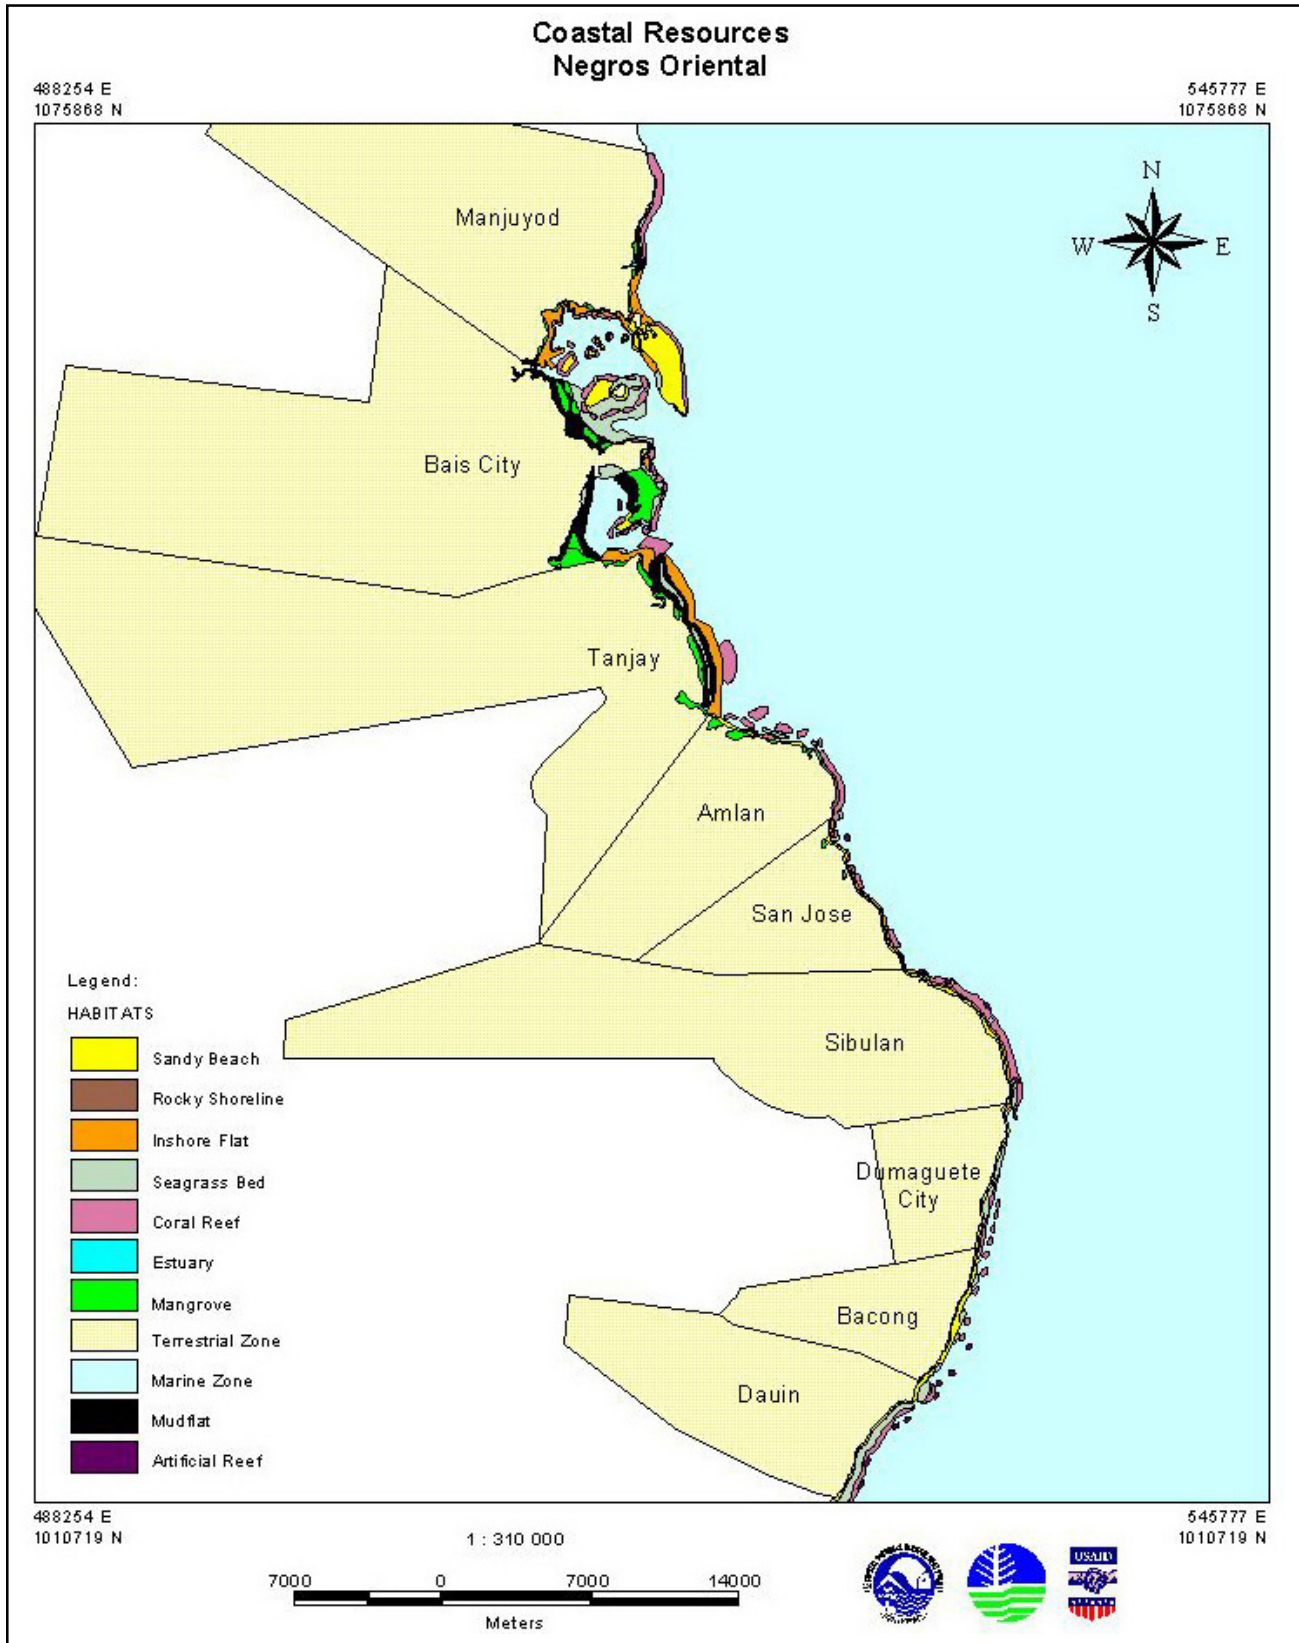 Coastal Resources
Negros Oriental
488254 E
1075868 N
545777 E
1075868 N
N
W
E
S
Manjuyod
Bais City
Tanjay
Amlan
San Jose
Sibulan
Dumaguete
City
Bacong
Dauin
Legend:
HABITATS
Sandy Beach
Rocky Shoreline
Inshore Flat
Seagrass Bed
Coral Reef
Estuary
Mangrove
Terrestrial Zone
Marine Zone
Mudflat
Artificial Reef
488254 E
1010719 N
545777 E
1010719 N
1 : 310 000
7000
0
7000
14000
Meters
USAID